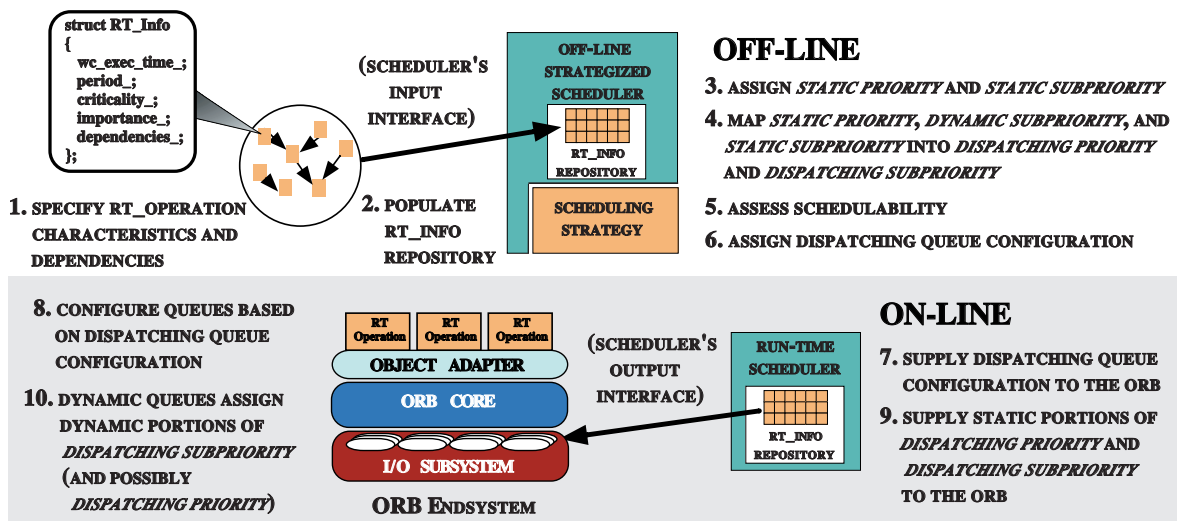 struct RT_Info
{
wc_exec_time_;
period_;
criticality_;
importance_;
dependencies_;
};
1. SPECIFY RT_OPERATION
CHARACTERISTICS AND
DEPENDENCIES
(SCHEDULER'S
INPUT
INTERFACE)
2. POPULATE
RT_INFO
REPOSITORY
OFF-LINE
STRATEGIZED
SCHEDULER
RT_INFO
REPOSITORY
SCHEDULING
STRATEGY
OFF-LINE
3. ASSIGN STATIC PRIORITY AND STATIC SUBPRIORITY
4. MAP STATIC PRIORITY, DYNAMIC SUBPRIORITY, AND
STATIC SUBPRIORITY INTO DISPATCHING PRIORITY
AND DISPATCHING SUBPRIORITY
5. ASSESS SCHEDULABILITY
6. ASSIGN DISPATCHING QUEUE CONFIGURATION
8. CONFIGURE QUEUES BASED
ON DISPATCHING QUEUE
CONFIGURATION
10. DYNAMIC QUEUES ASSIGN
DYNAMIC PORTIONS OF
DISPATCHING SUBPRIORITY
(AND POSSIBLY
DISPATCHING PRIORITY)
RT
Operation
RT
Operation
RT
Operation
OBJECT ADAPTER
ORB CORE
I/O SUBSYSTEM
ORB ENDSYSTEM
(SCHEDULER'S
OUTPUT
INTERFACE)
RUN-TIME
SCHEDULER
RT_INFO
REPOSITORY
ON-LINE
7. SUPPLY DISPATCHING QUEUE
CONFIGURATION TO THE ORB
9. SUPPLY STATIC PORTIONS OF
DISPATCHING PRIORITY AND
DISPATCHING SUBPRIORITY
TO THE ORB